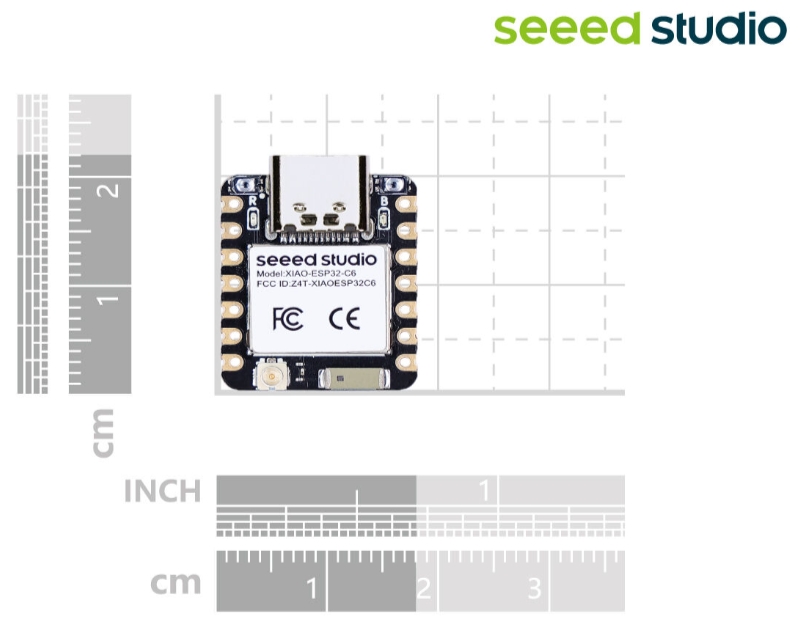 seeed studio
R
B
seeed studio
Model:XIAO-ESP32-C6
FCC ID:Z4T-XIAOESP32C6
FC CE
2
1
cm
INCH
1
cm
1
2
3